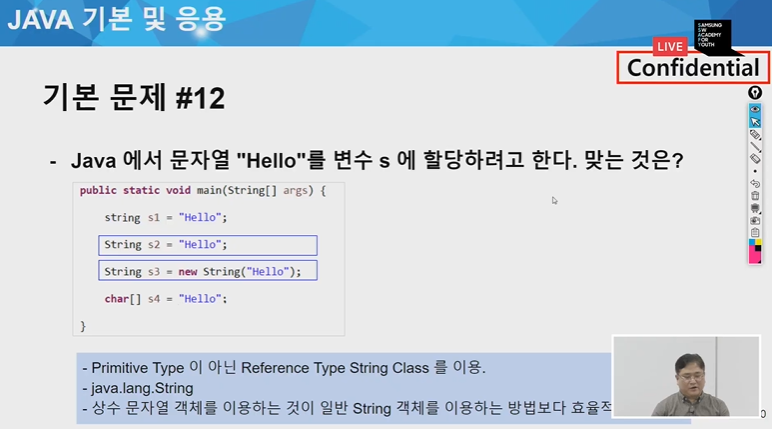 JAVA 기본 및 응용
LIVE
SAMSUNG
SW
ACADEMY
FOR
YOUTH
Confidential
기본 문제 #12
- Java 에서 문자열 "Hello"를 변수 s 에 할당하려고 한다. 맞는 것은?
public static void main(String[] args) {
string s1 = "Hello";
String s2 = "Hello";
String s3 = new String("Hello");
char[] s4 = "Hello";
}
- Primitive Type 이 아닌 Reference Type String Class 를 이용.
- java.lang.String
- 상수 문자열 객체를 이용하는 것이 일반 String 객체를 이용하는 방법보다 효율적